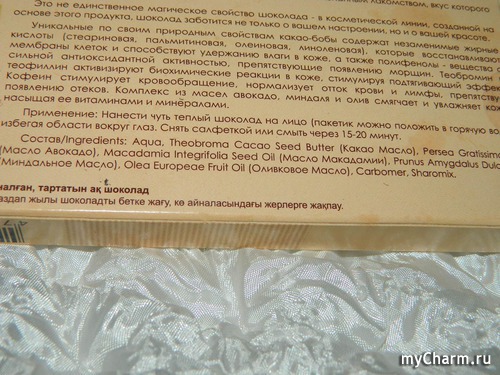 лакомством, вкус которого
Это не единственное магическое свойство шоколада - в косметической линии, созданной на
основе этого продукта, шоколад заботится не только о вашем настроении, но и о вашей красоте.
Уникальные по своим природным свойствам какао-бобы содержат незаменимые жирные
кислоты (стеариновая, пальмитиновая, олеиновая, линоленовая), которые восстанавливают
мембраны клеток и способствуют удержанию влаги в коже, а также полифенолы - вещества с
сильной антиоксидантной активностью, препятствующие появлению морщин. Теобромин и
теофиллин активируют биохимические реакции в коже, стимулируя подтягивающий эффект.
Кофеин стимулирует кровообращение, нормализует отток крови и лимфы, препятствуя
появлению отеков. Комплекс из масел авокадо, миндаля и олив смягчает и увлажняет кожу,
насыщая ее витаминами и минералами.
Применение: Нанести чуть теплый шоколад на лицо (пакетик можно положить в горячую во
избегая области вокруг глаз. Снять салфеткой или смыть через 15-20 минут.
Состав/Ingredients: Aqua, Theobroma Cacao Seed Butter (Какао Масло), Persea Gratissima
(Масло Авокадо), Macadamia Integrifolia Seed Oil (Масло Макадамии), Prunus Amygdalus Dulc
(Миндальное Масло), Olea Europeae Fruit Oil (Оливковое Масло), Carbomer, Sharomix.
налған, тартатын ақ шоколад
аздап жылы шоколадты бетке жағу, көз айналасындағы жерлерге жақпау.
myCharm.ru